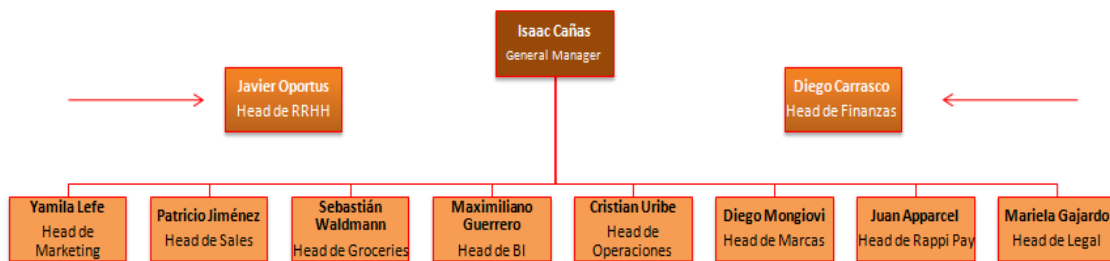 Isaac Cañas
General Manager
Javier Oportus
Head de RRHH
Diego Carrasco
Head de Finanzas
Yamila Lefe
Head de
Marketing
Patricio Jiménez
Head de Sales
Sebastián
Waldmann
Head de Groceries
Maximiliano
Guerrero
Head de BI
Cristian Uribe
Head de
Operaciones
Diego Mongiovi
Head de Marcas
Juan Apparcel
Head de Rappi Pay
Mariela Gajardo
Head de Legal